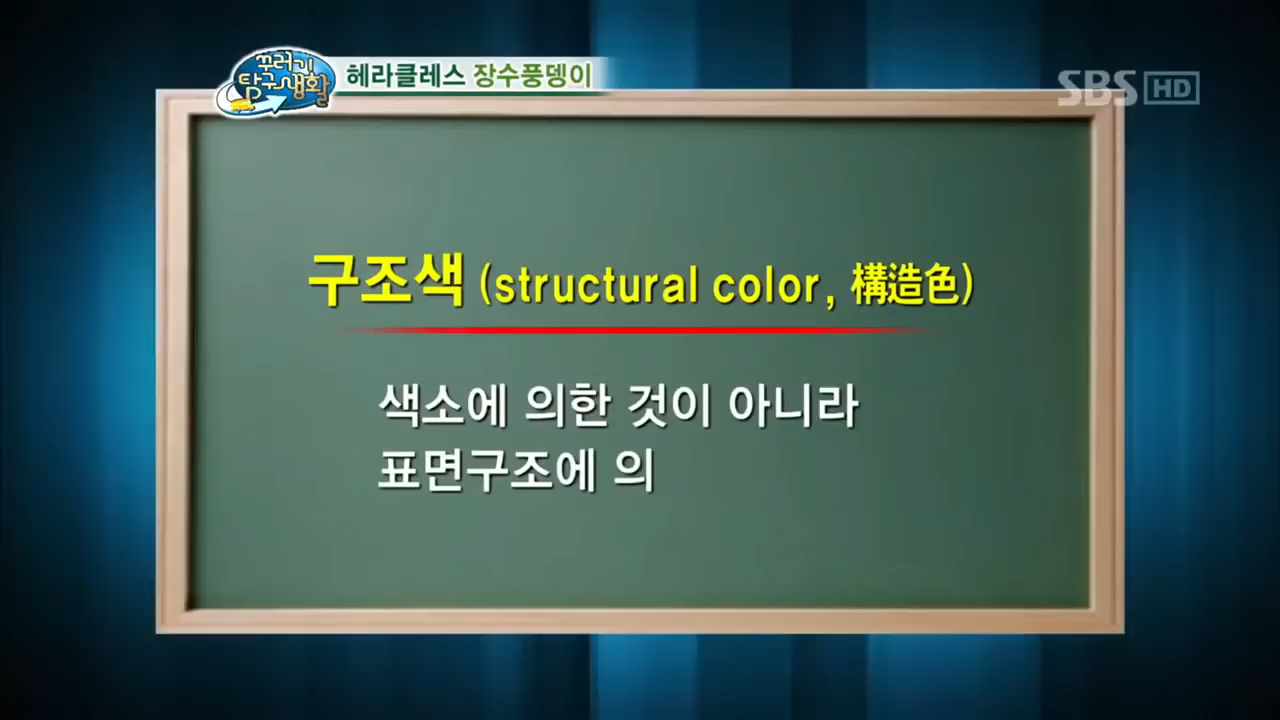 꾸러기
탐구생활
헤라클레스 장수풍뎅이
SBS HD
구조색 (structural color, 構造色)
색소에 의한 것이 아니라
표면구조에 의